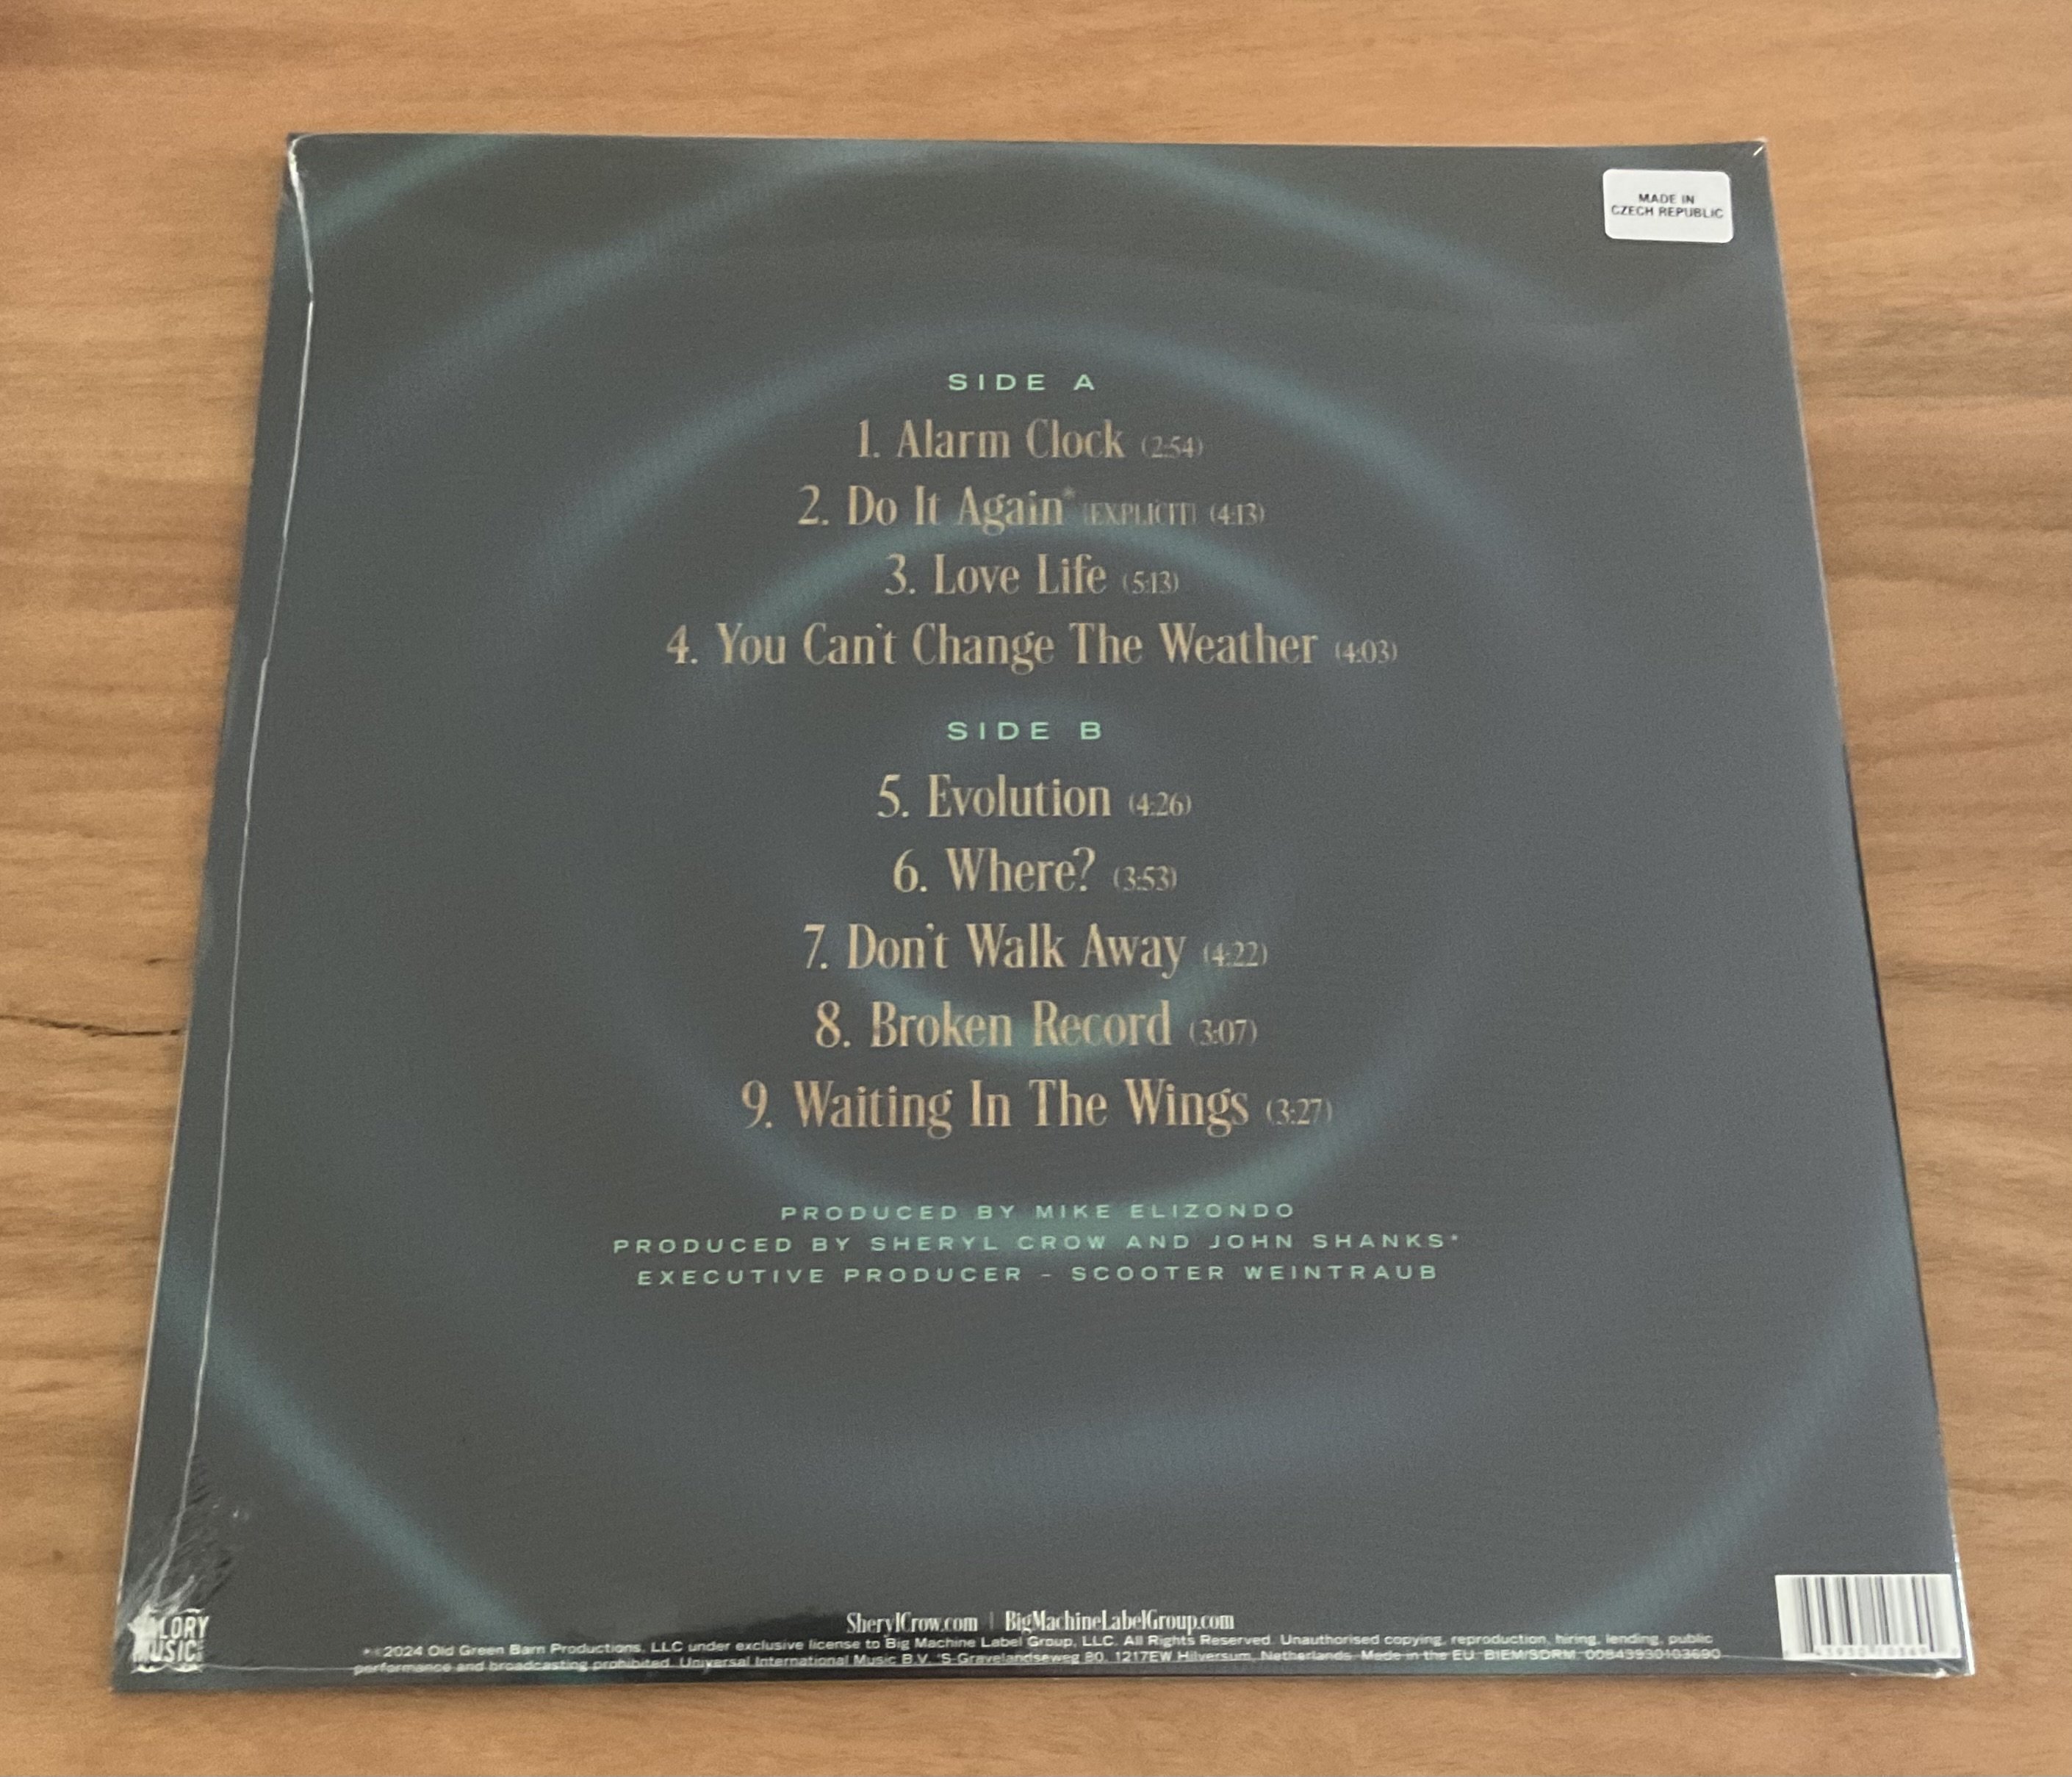 MADE IN
CZECH REPUBLIC
SIDE A
1. Alarm Clock (2:54)
2. Do It Again* [EXPLICIT] (4:13)
3. Love Life (5:13)
4. You Can't Change The Weather (4:03)
SIDE B
5. Evolution (4:26)
6. Where? (3:53)
7. Don't Walk Away (4:22)
8. Broken Record (3:07)
9. Waiting In The Wings (3:27)
PRODUCED BY MIKE ELIZONDO
PRODUCED BY SHERYL CROW AND JOHN SHANKS*
EXECUTIVE PRODUCER - SCOOTER WEINTRAUB
SherylCrow.com | BigMachineLabelGroup.com
2024 Old Green Barn Productions, LLC under exclusive license to Big Machine Label Group, LLC. All Rights Reserved. Unauthorised copying, reproduction, hiring, lending, public
performance and broadcasting prohibited. Universal International Music B.V. 'S-Gravelandseweg 80, 1217EW Hilversum, Netherlands. Made in the EU. BIEM/SDRM. 00843930103690